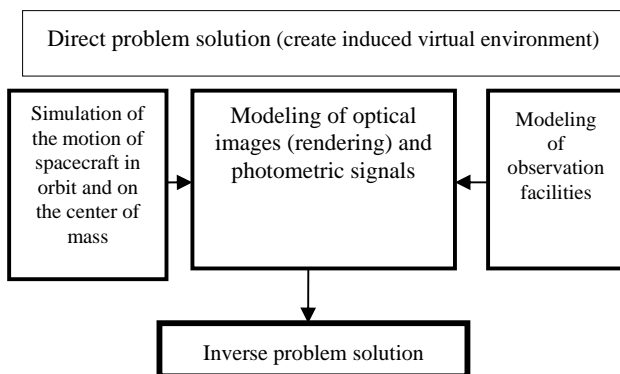 Direct problem solution (create induced virtual environment)
Simulation of
the motion of
spacecraft in
orbit and on
the center of
mass
Modeling of optical
images (rendering) and
photometric signals
Modeling
of
observation
facilities
Inverse problem solution